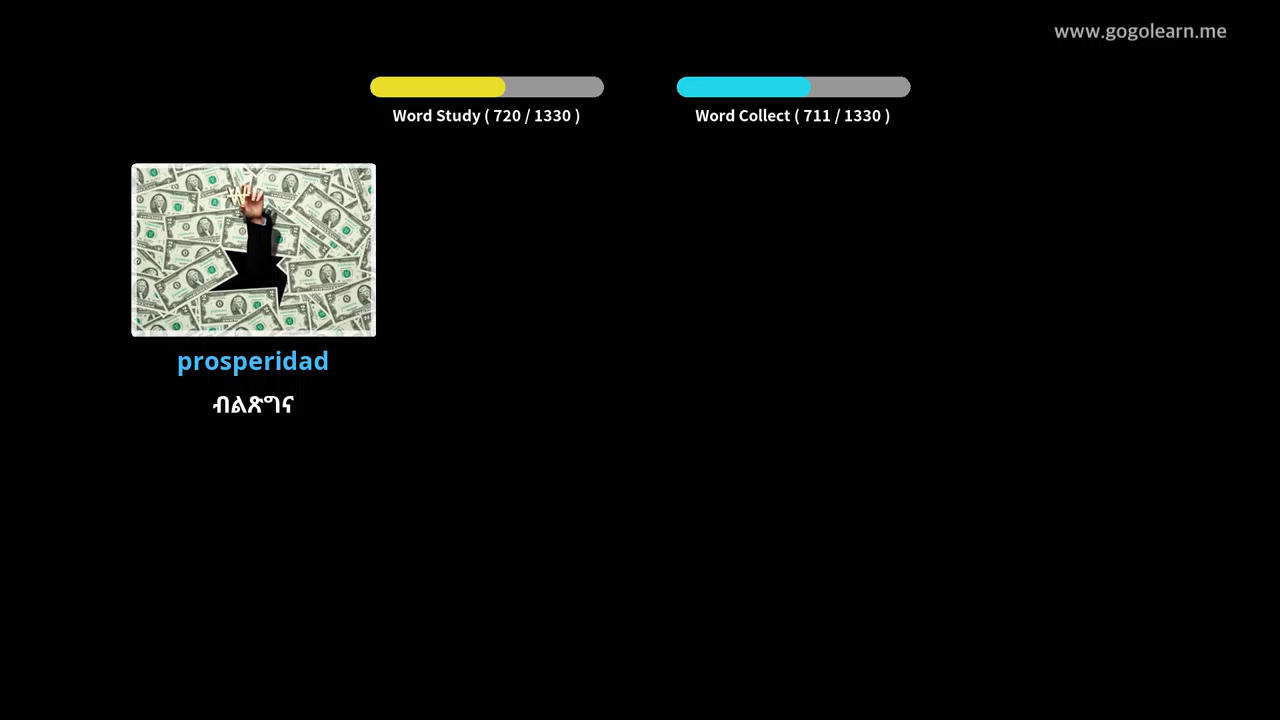 www.gogolearn.me
Word Study ( 720 / 1330 )
Word Collect ( 711 / 1330 )
prosperidad
ብልጽግና